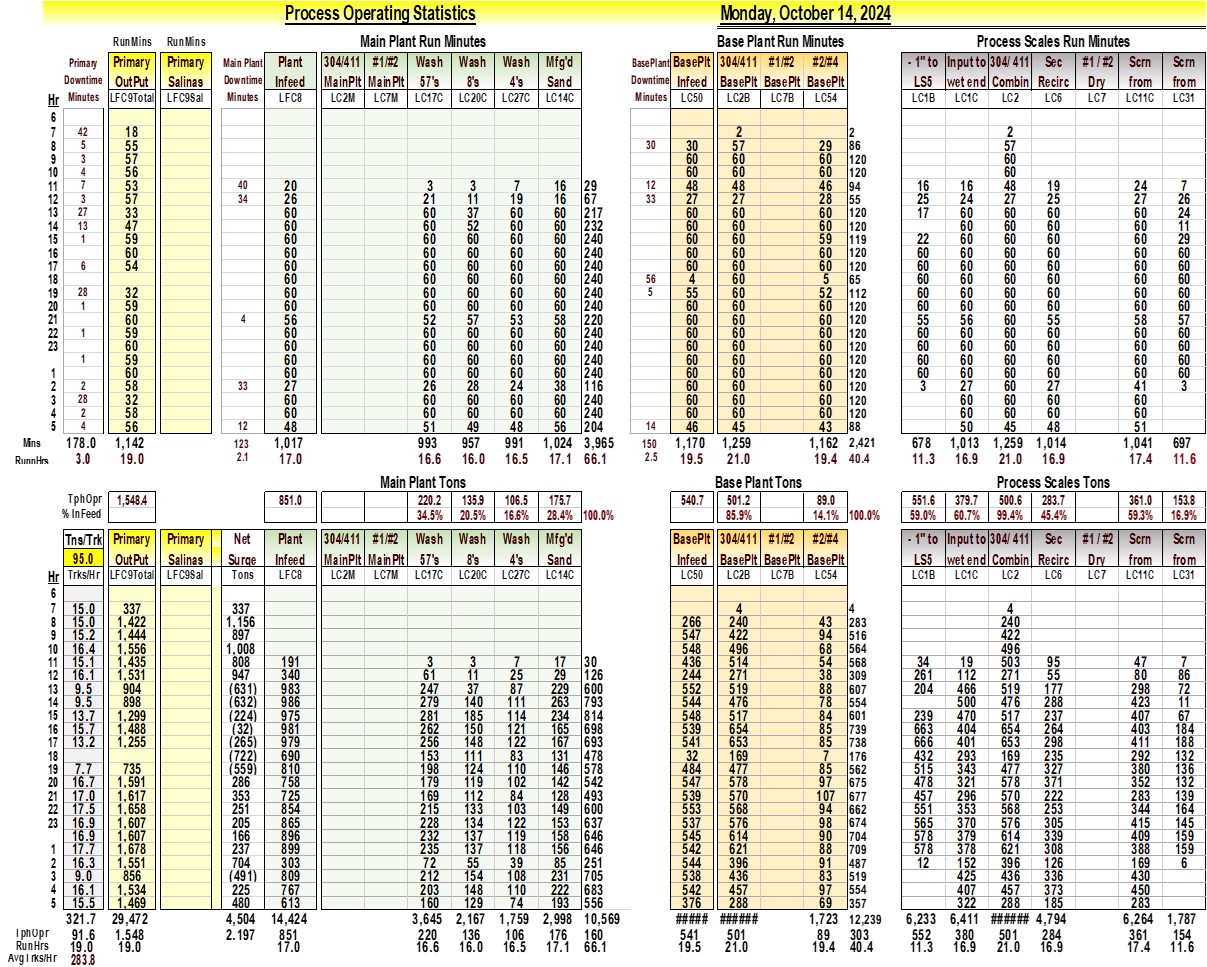 Process Operating Statistics Monday, October 14, 2024
RunMins RunMins Main Plant Run Minutes Base Plant Run Minutes Process Scales Run Minutes
Primary Primary Primary Main Plant Plant 304/411 #1/#2 Wash Wash Wash Mfg'd BasePlant BasePlt 304/411 #1/#2 #2/#4 - 1" to Input to 304/ 411 Sec #1 / #2 Scrn Scrn
Downtime OutPut Salinas Downtime Infeed MainPlt MainPlt 57's 8's 4's Sand Downtime Infeed BasePlt BasePlt BasePlt LS5 wet end Combin Recirc Dry from from
Hr Minutes LFC9Total LFC9Sal Minutes LFC8 LC2M LC7M LC17C LC20C LC27C LC14C Minutes LC50 LC2B LC7B LC54 LC1B LC1C LC2 LC6 LC7 LC11C LC31
6
7 42 18 2 2 2
8 5 55 30 30 57 29 86 57
9 3 57 60 60 60 120 60
10 4 56 60 60 60 120 60
11 7 53 40 20 3 3 7 16 29 12 48 48 46 94 16 16 48 19 24 7
12 3 57 34 26 21 11 19 16 67 33 27 27 28 55 25 24 27 25 27 26
13 27 33 60 60 37 60 60 217 60 60 60 120 17 60 60 60 60 24
14 13 47 60 60 52 60 60 232 60 60 60 120 60 60 60 60 11
15 1 59 60 60 60 60 60 240 60 60 59 119 22 60 60 60 60 29
16 60 60 60 60 60 60 240 60 60 60 120 60 60 60 60 60 60
17 6 54 60 60 60 60 60 240 60 60 60 120 60 60 60 60 60 60
18 60 60 60 60 60 240 56 4 60 5 65 60 60 60 60 60 60
19 28 32 60 60 60 60 60 240 5 55 60 52 112 60 60 60 60 60 60
20 1 59 60 60 60 60 60 240 60 60 60 120 60 60 60 60 60 60
21 60 4 56 52 57 53 58 220 60 60 60 120 55 56 60 55 58 57
22 1 59 60 60 60 60 60 240 60 60 60 120 60 60 60 60 60 60
23 60 60 60 60 60 60 240 60 60 60 120 60 60 60 60 60 60
1 59 60 60 60 60 60 240 60 60 60 120 60 60 60 60 60 60
1 60 60 60 60 60 60 240 60 60 60 120 60 60 60 60 60 60
2 2 58 33 27 26 28 24 38 116 60 60 60 120 3 27 60 27 41 3
3 28 32 60 60 60 60 60 240 60 60 60 120 60 60 60 60
4 2 58 60 60 60 60 60 240 60 60 60 120 60 60 60 60
5 4 56 12 48 51 49 48 56 204 14 46 45 43 88 50 45 48 51
Mins 178.0 1,142 123 1,017 993 957 991 1,024 3,965 150 1,170 1,259 1,162 2,421 678 1,013 1,259 1,014 1,041 697
RunnHrs 3.0 19.0 2.1 17.0 16.6 16.0 16.5 17.1 66.1 2.5 19.5 21.0 19.4 40.4 11.3 16.9 21.0 16.9 17.4 11.6
Main Plant Tons Base Plant Tons Process Scales Tons
TphOpr 1,548.4 851.0 220.2 135.9 106.5 175.7 540.7 501.2 89.0 551.6 379.7 500.6 283.7 361.0 153.8
% InFeed 34.5% 20.5% 16.6% 28.4% 100.0% 85.9% 14.1% 100.0% 59.0% 60.7% 99.4% 45.4% 59.3% 16.9%
Tns/Trk Primary Primary Net Plant 304/411 #1/#2 Wash Wash Wash Mfg'd BasePlt 304/411 #1/#2 #2/#4 - 1" to Input to 304/ 411 Sec #1 / #2 Scrn Scrn
95.0 OutPut Salinas Surge Infeed MainPlt MainPlt 57's 8's 4's Sand Infeed BasePlt BasePlt BasePlt LS5 wet end Combin Recirc Dry from from
Hr Trks/Hr LFC9Total LFC9Sal Tons LFC8 LC2M LC7M LC17C LC20C LC27C LC14C LC50 LC2B LC7B LC54 LC1B LC1C LC2 LC6 LC7 LC11C LC31
6
7 15.0 337 337 4 4 4
8 15.0 1,422 1,156 266 240 43 283 240
9 15.2 1,444 897 547 422 94 516 422
10 16.4 1,556 1,008 548 496 68 564 496
11 15.1 1,435 808 191 3 3 7 17 30 436 514 54 568 34 19 503 95 47 7
12 16.1 1,531 947 340 61 11 25 29 126 244 271 38 309 261 112 271 55 80 86
13 9.5 904 (631) 983 247 37 87 229 600 552 519 88 607 204 466 519 177 298 72
14 9.5 898 (632) 986 279 140 111 263 793 544 476 78 554 500 476 288 423 11
15 13.7 1,299 (224) 975 281 185 114 234 814 548 517 84 601 239 470 517 237 407 67
16 15.7 1,488 (32) 981 262 150 121 165 698 539 654 85 739 663 404 654 264 403 184
17 13.2 1,255 (265) 979 256 148 122 167 693 541 653 85 738 666 401 653 298 411 188
18 (722) 690 153 111 83 131 478 32 169 7 176 432 293 169 235 292 132
19 7.7 735 (559) 810 198 124 110 146 578 484 477 85 562 515 343 477 327 380 136
20 16.7 1,591 286 758 179 119 102 142 542 547 578 97 675 478 321 578 371 352 132
21 17.0 1,617 353 725 169 112 84 128 493 539 570 107 677 457 296 570 222 283 139
22 17.5 1,658 251 854 215 133 103 149 600 553 568 94 662 551 353 568 253 344 164
23 16.9 1,607 205 865 228 134 122 153 637 537 576 98 674 565 370 576 305 415 145
16.9 1,607 166 896 232 137 119 158 646 545 614 90 704 578 379 614 339 409 159
1 17.7 1,678 237 899 235 137 118 156 646 542 621 88 709 578 378 621 308 388 159
2 16.3 1,551 704 303 72 55 39 85 251 544 396 91 487 12 152 396 126 169 6
3 9.0 856 (491) 809 212 154 108 231 705 538 436 83 519 425 436 336 430
4 16.1 1,534 225 767 203 148 110 222 683 542 457 97 554 407 457 373 450
5 15.5 1,469 480 613 160 129 74 193 556 376 288 69 357 322 288 185 283
321.7 29,472 4,504 14,424 3,645 2,167 1,759 2,998 10,569 ##### ###### 1,723 12,239 6,233 6,411 ###### 4,794 6,264 1,787
TphOpr 91.6 1,548 2.197 851 220 136 106 176 160 541 501 89 303 552 380 501 284 361 154
RunHrs 19.0 19.0 17.0 16.6 16.0 16.5 17.1 66.1 19.5 21.0 19.4 40.4 11.3 16.9 21.0 16.9 17.4 11.6
Avg Trks/Hr 283.8